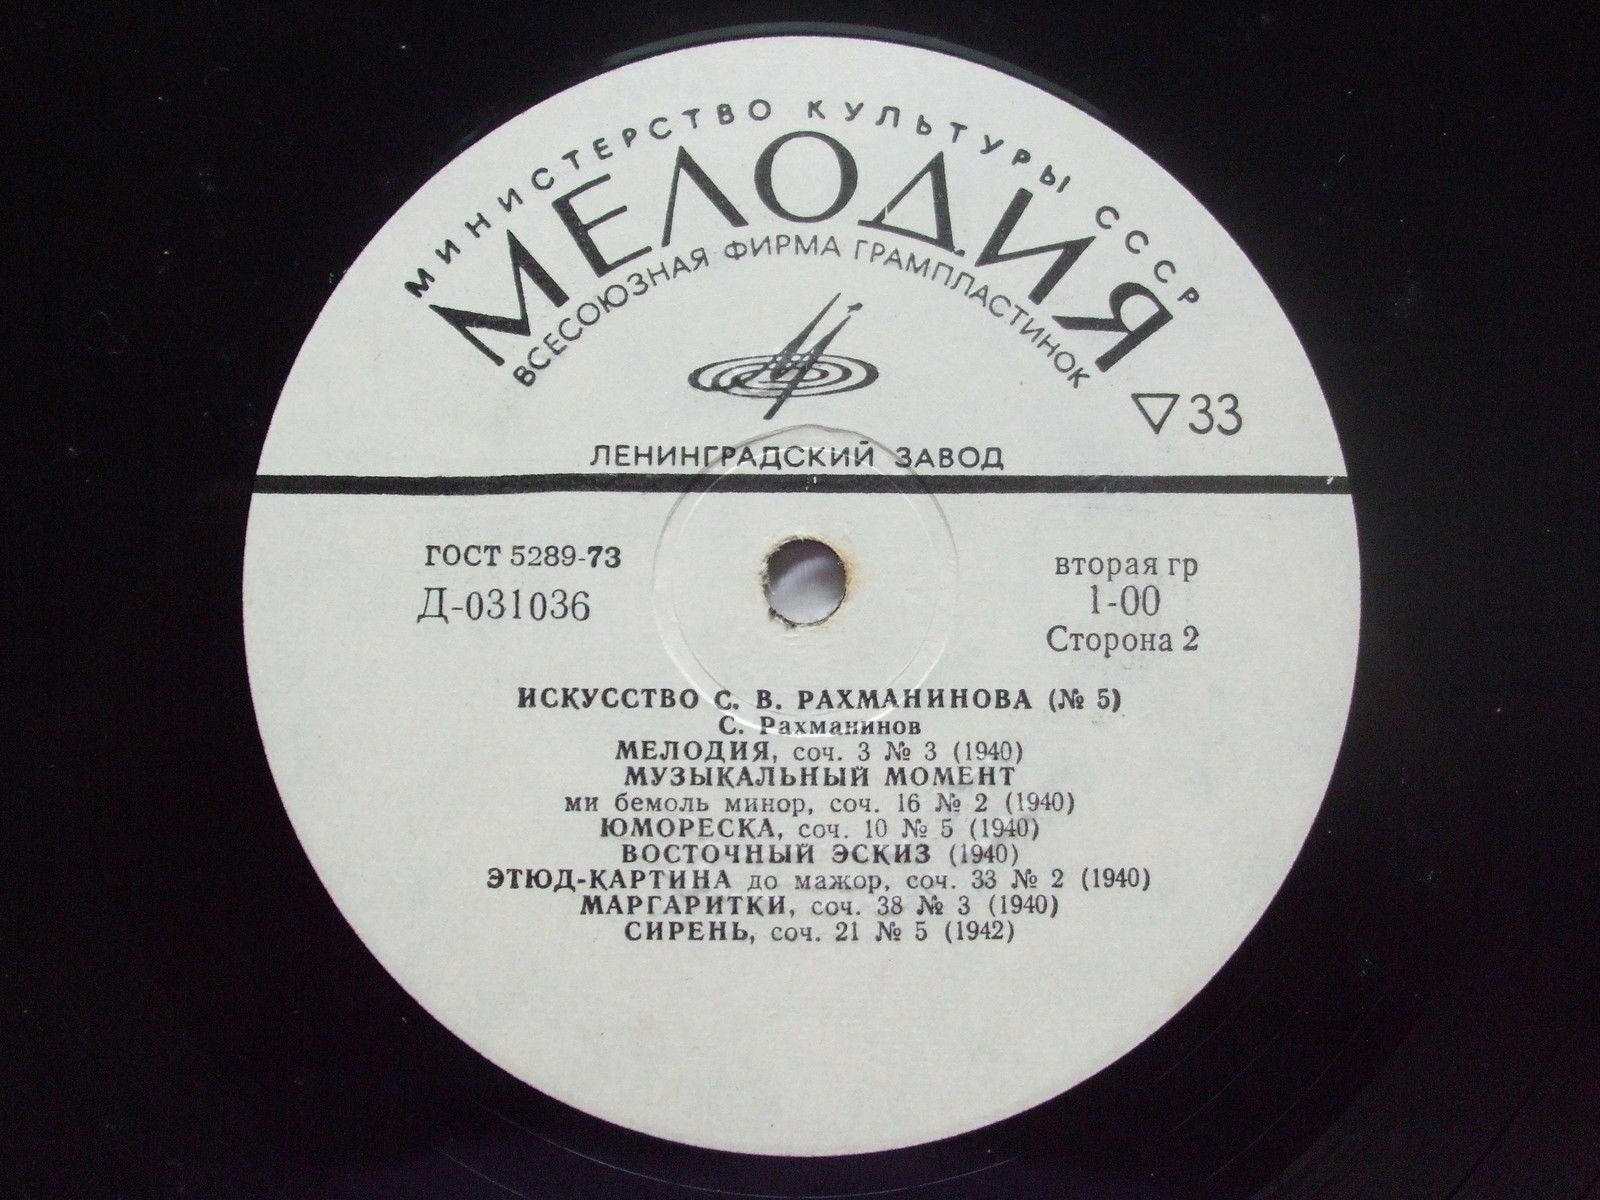 МИНИСТЕРСТВО КУЛЬТУРЫ СССР
МЕЛОДИЯ
ВСЕСОЮЗНАЯ ФИРМА ГРАМПЛАСТИНОК
33
ЛЕНИНГРАДСКИЙ ЗАВОД
ГОСТ 5289-73
Д-031036
вторая гр
1-00
Сторона 2
ИСКУССТВО С. В. РАХМАНИНОВА (№ 5)
С. Рахманинов
МЕЛОДИЯ, соч. 3 № 3 (1940)
МУЗЫКАЛЬНЫЙ МОМЕНТ
ми бемоль минор, соч. 16 № 2 (1940)
ЮМОРЕСКА, соч. 10 № 5 (1940)
ВОСТОЧНЫЙ ЭСКИЗ (1940)
ЭТЮД-КАРТИНА до мажор, соч. 33 № 2 (1940)
МАРГАРИТКИ, соч. 38 № 3 (1940)
СИРЕНЬ, соч. 21 № 5 (1942)